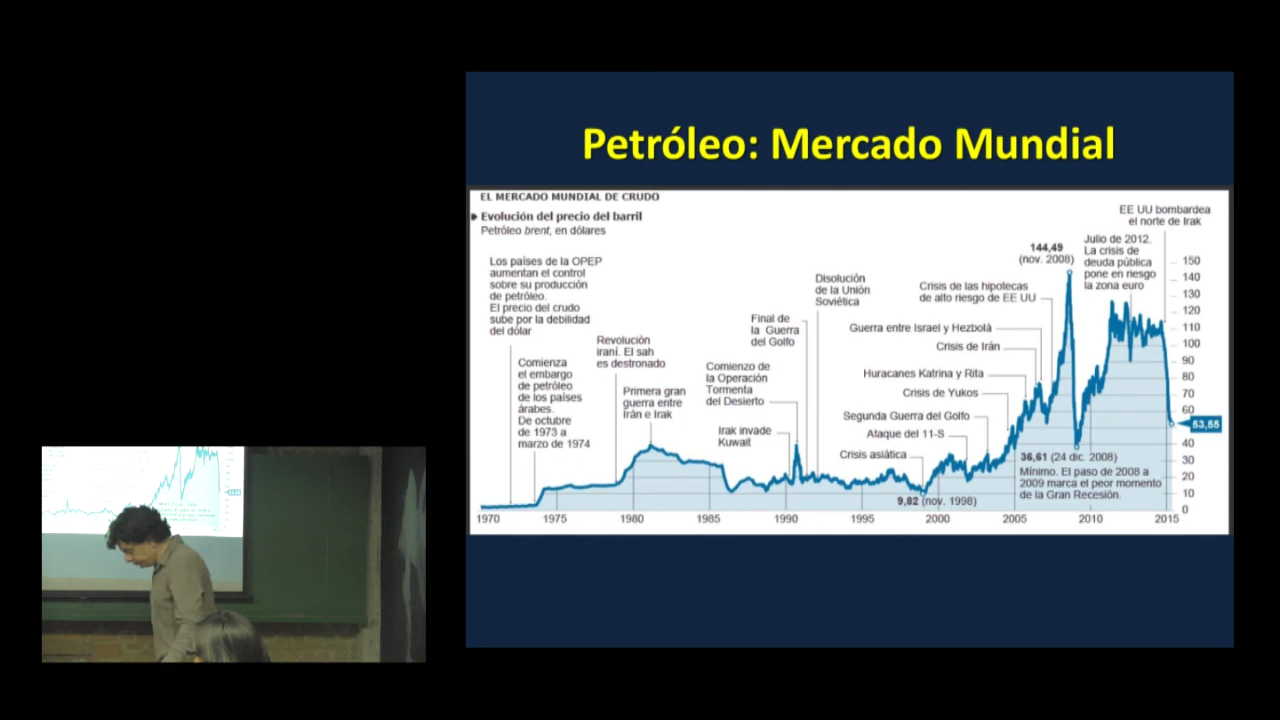 Petróleo: Mercado Mundial
EL MERCADO MUNDIAL DE CRUDO
Evolución del precio del barril
Petróleo brent, en dólares
Los países de la OPEP
aumentan el control
sobre su producción
de petróleo.
El precio del crudo
sube por la debilidad
del dólar
Comienza
el embargo
de petróleo
de los países
árabes.
De octubre
de 1973 a
marzo de 1974
Revolución
iraní. El sah
es destronado
Primera gran
guerra entre
Irán e Irak
Comienzo de
la Operación
Tormenta
del Desierto
Irak invade
Kuwait
Final de
la Guerra
del Golfo
Disolución
de la Unión
Soviética
Crisis de las hipotecas
de alto riesgo de EE UU
Guerra entre Israel y Hezbolá
Crisis de Irán
Huracanes Katrina y Rita
Crisis de Yukos
Segunda Guerra del Golfo
Ataque del 11-S
Crisis asiática
9,82 (nov. 1998)
144,49
(nov. 2008)
Julio de 2012.
La crisis de
deuda pública
pone en riesgo
la zona euro
EE UU bombardea
el norte de Irak
36,61 (24 dic. 2008)
Mínimo. El paso de 2008 a
2009 marca el peor momento
de la Gran Recesión.
150
140
130
120
110
100
90
80
70
60
53,55
40
30
20
10
0
1970 1975 1980 1985 1990 1995 2000 2005 2010 2015